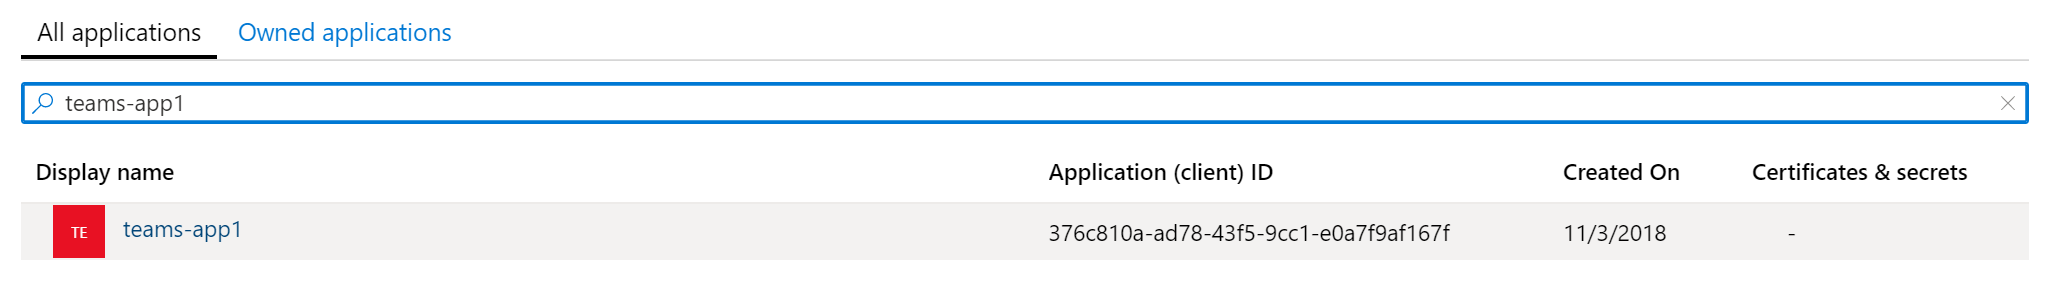 All applications Owned applications
teams-app1
Display name Application (client) ID Created On Certificates & secrets
TE teams-app1 376c810a-ad78-43f5-9cc1-e0a7f9af167f 11/3/2018 -